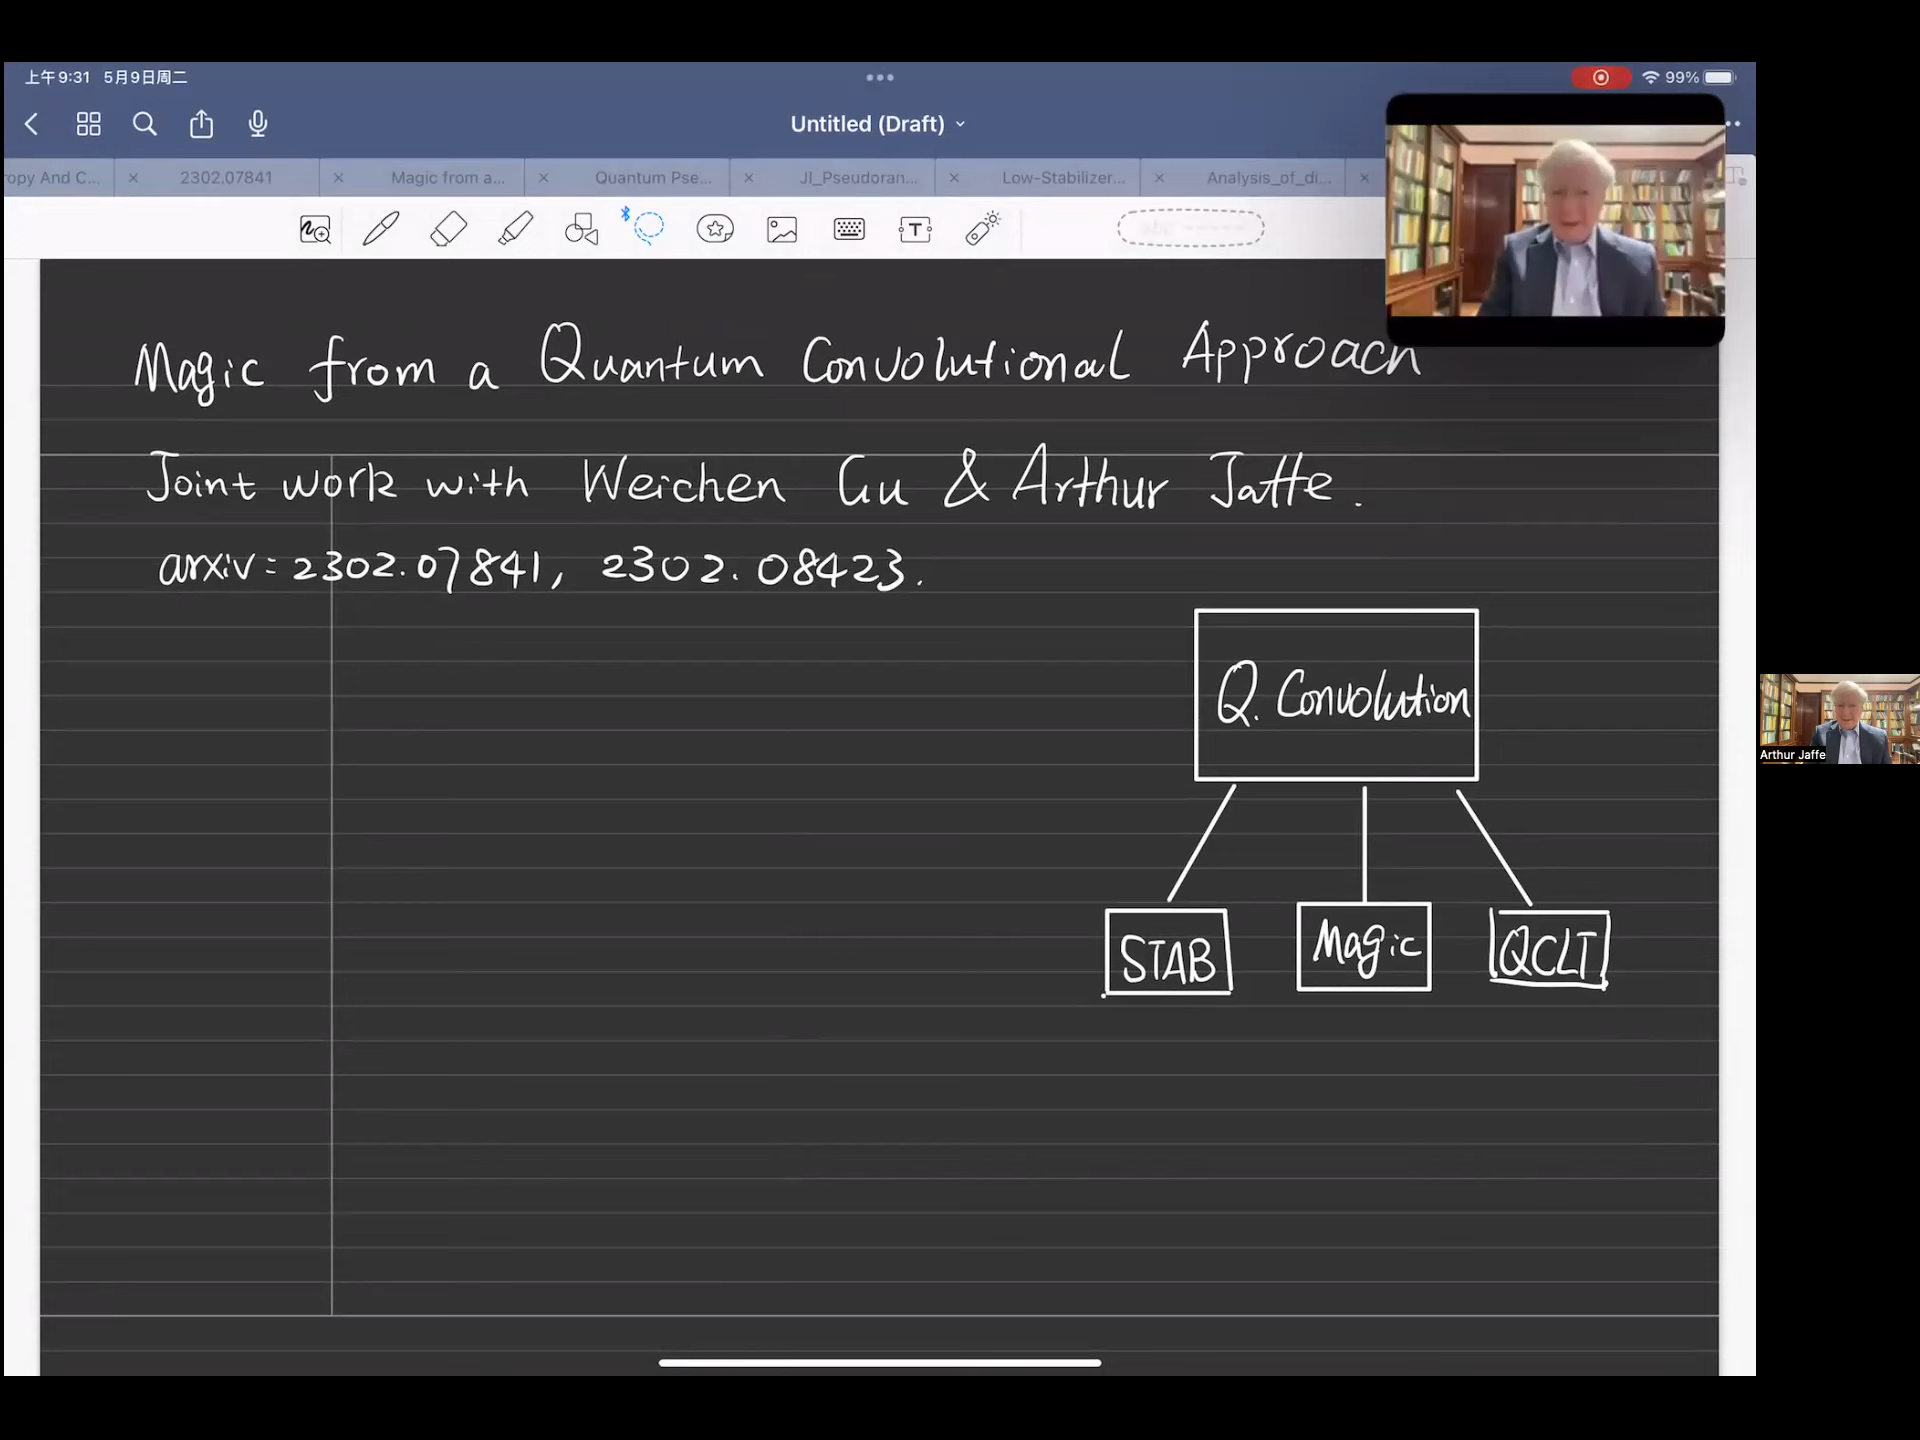 上午9:31 5月9日周二
99%
Untitled (Draft)
ropy And C...
2302.07841
Magic from a...
Quantum Pse...
JI_Pseudoran...
Low-Stabilizer...
Analysis_of_di...
Magic from a Quantum Convolutional Approach
Joint work with Weichen Gu & Arthur Jaffe.
arxiv: 2302.07841, 2302.08423.
Q. Convolution
Arthur Jaffe
STAB Magic QCLT